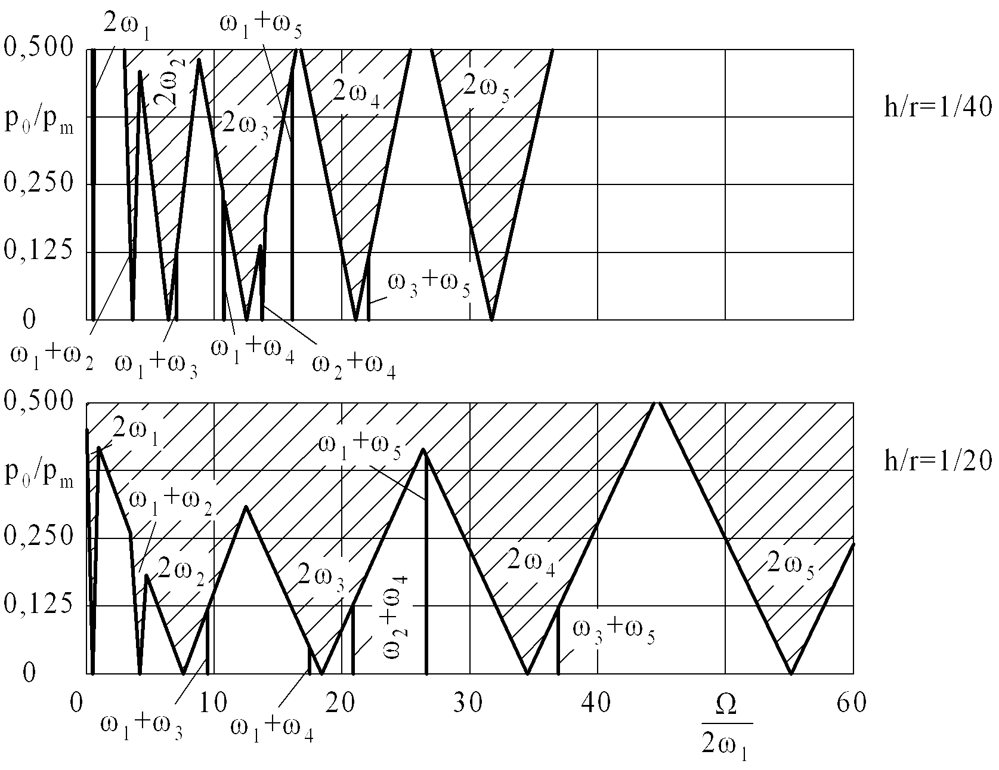 2ω₁
ω₁+ω₅
0,500
2ω₂
2ω₃
2ω₄
2ω₅
h/r=1/40
p₀/pₘ
0,250
0,125
ω₃+ω₅
0
ω₁+ω₂
ω₁+ω₃
ω₁+ω₄
ω₂+ω₄
0,500
2ω₁
ω₁+ω₅
h/r=1/20
p₀/pₘ
ω₁+ω₂
0,250
2ω₂
2ω₃
2ω₄
2ω₅
0,125
ω₂+ω₄
ω₃+ω₅
0
0 10 20 30 40 Ω 60
2ω₁
ω₁+ω₃
ω₁+ω₄